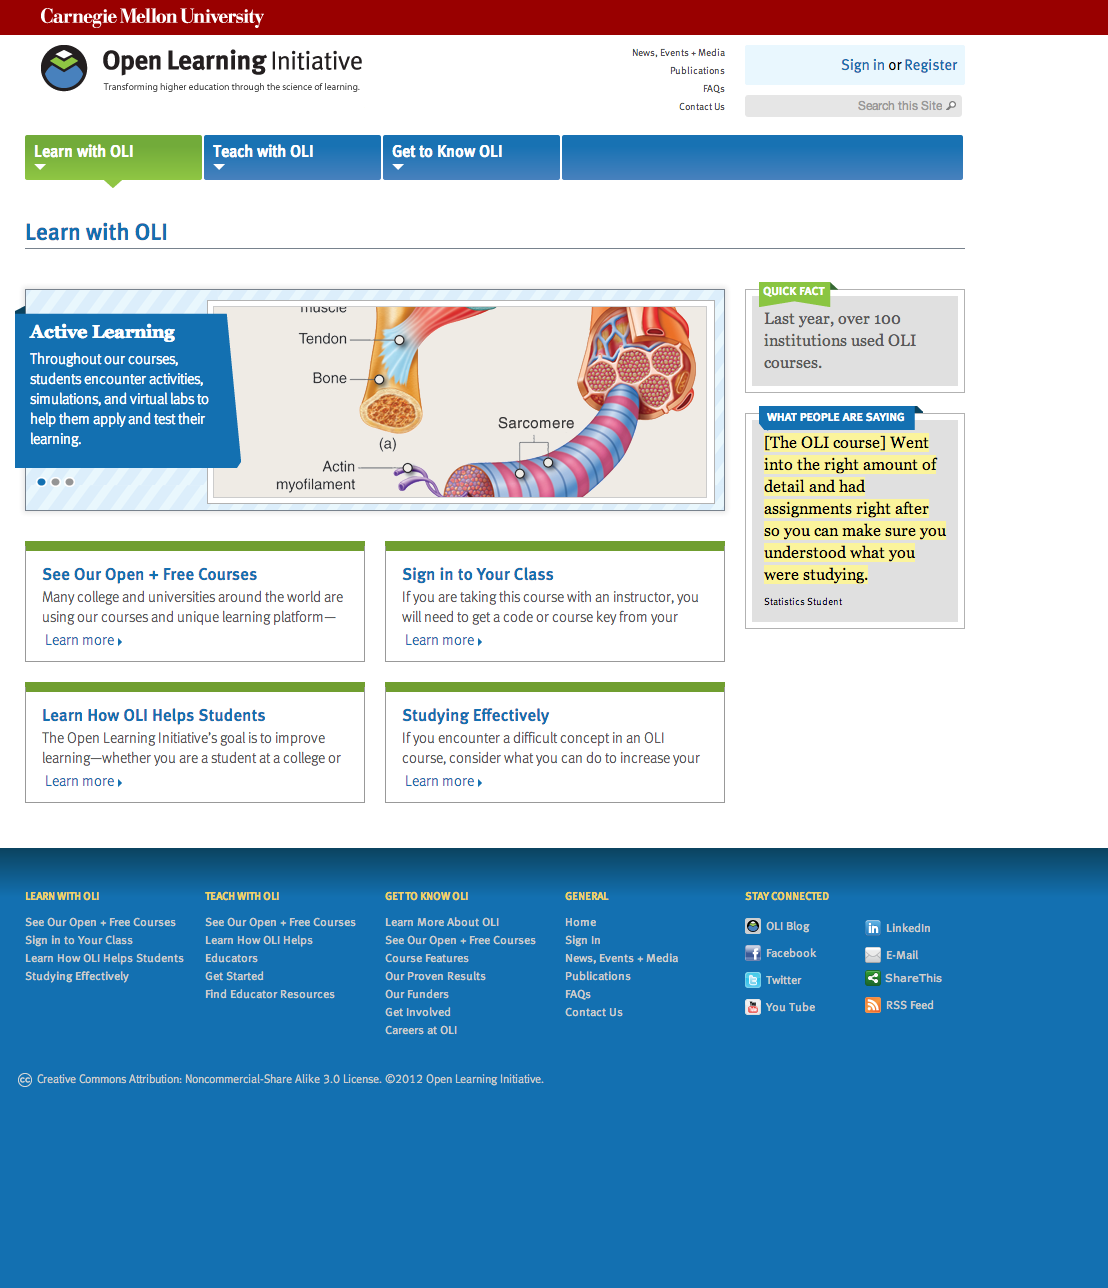 Carnegie Mellon University
Open Learning Initiative
Transforming higher education through the science of learning.
News, Events + Media
Publications
FAQs
Contact Us
Sign in or Register
Search this Site
Learn with OLI
Teach with OLI
Get to Know OLI
Learn with OLI
Active Learning
Throughout our courses,
students encounter activities,
simulations, and virtual labs to
help them apply and test their
learning.
muscle
Tendon
Bone
(a)
Sarcomere
Actin
myofilament
QUICK FACT
Last year, over 100
institutions used OLI
courses.
WHAT PEOPLE ARE SAYING
[The OLI course] Went
into the right amount of
detail and had
assignments right after
so you can make sure you
understood what you
were studying.
Statistics Student
See Our Open + Free Courses
Many college and universities around the world are
using our courses and unique learning platform—
Learn more
Sign in to Your Class
If you are taking this course with an instructor, you
will need to get a code or course key from your
Learn more
Learn How OLI Helps Students
The Open Learning Initiative's goal is to improve
learning—whether you are a student at a college or
Learn more
Studying Effectively
If you encounter a difficult concept in an OLI
course, consider what you can do to increase your
Learn more
LEARN WITH OLI
See Our Open + Free Courses
Sign in to Your Class
Learn How OLI Helps Students
Studying Effectively
TEACH WITH OLI
See Our Open + Free Courses
Learn How OLI Helps
Educators
Get Started
Find Educator Resources
GET TO KNOW OLI
Learn More About OLI
See Our Open + Free Courses
Course Features
Our Proven Results
Our Funders
Get Involved
Careers at OLI
GENERAL
Home
Sign In
News, Events + Media
Publications
FAQs
Contact Us
STAY CONNECTED
OLI Blog
Facebook
Twitter
You Tube
LinkedIn
E-Mail
ShareThis
RSS Feed
cc Creative Commons Attribution: Noncommercial-Share Alike 3.0 License. ©2012 Open Learning Initiative.